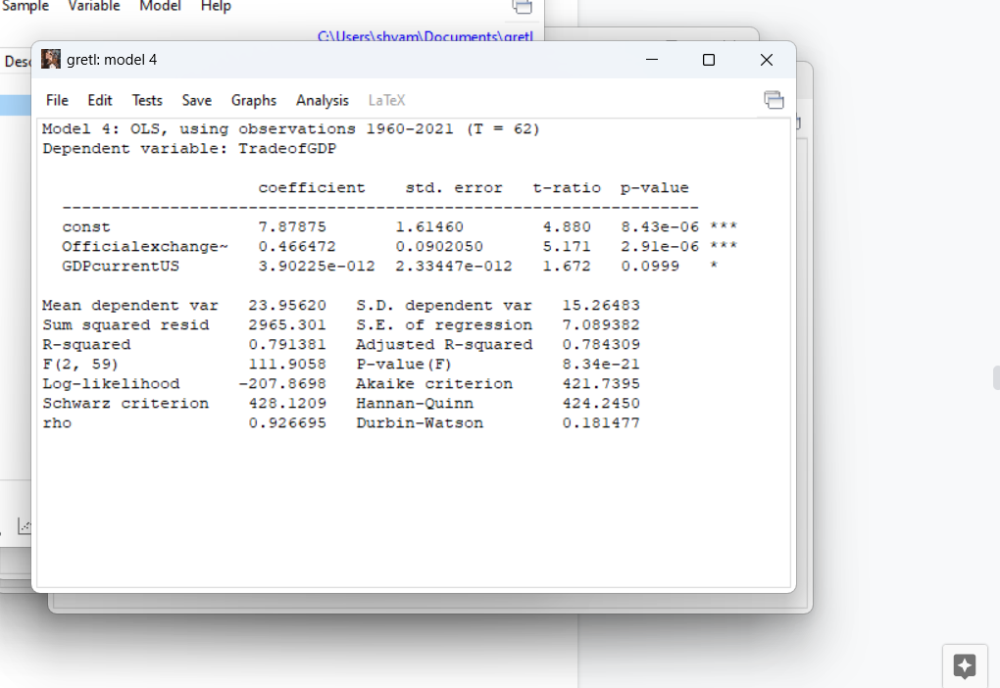 Sample Variable Model Help
C:\Users\shyam\Documents\gretl
gretl: model 4
File Edit Tests Save Graphs Analysis LaTeX
Model 4: OLS, using observations 1960-2021 (T = 62)
Dependent variable: TradeofGDP
coefficient std. error t-ratio p-value
---------------------------------------------------------------
const 7.87875 1.61460 4.880 8.43e-06 ***
Officialexchange~ 0.466472 0.0902050 5.171 2.91e-06 ***
GDPcurrentUS 3.90225e-012 2.33447e-012 1.672 0.0999 *
Mean dependent var 23.95620 S.D. dependent var 15.26483
Sum squared resid 2965.301 S.E. of regression 7.089382
R-squared 0.791381 Adjusted R-squared 0.784309
F(2, 59) 111.9058 P-value(F) 8.34e-21
Log-likelihood -207.8698 Akaike criterion 421.7395
Schwarz criterion 428.1209 Hannan-Quinn 424.2450
rho 0.926695 Durbin-Watson 0.181477